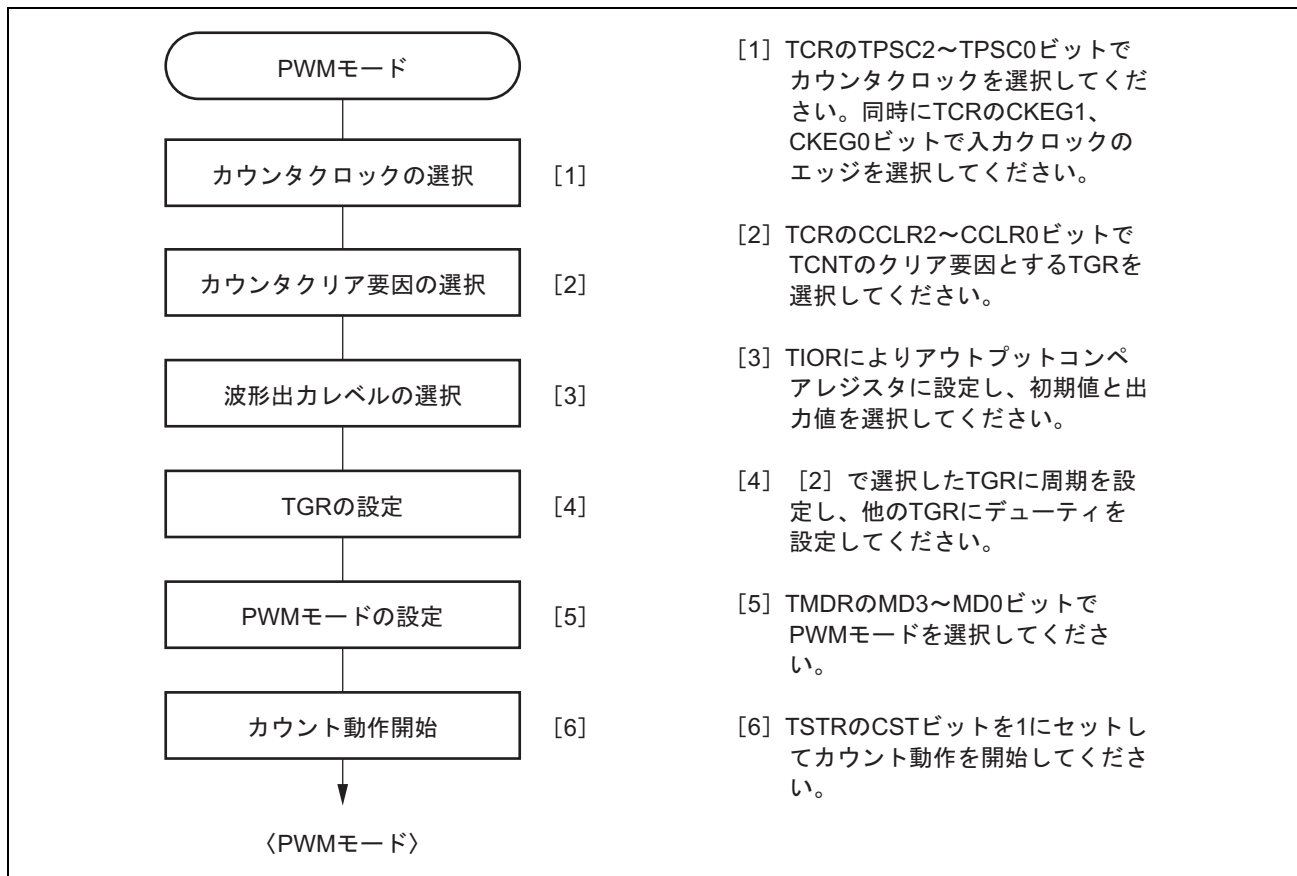 PWMモード
カウンタクロックの選択 [1]
カウンタクリア要因の選択 [2]
波形出力レベルの選択 [3]
TGRの設定 [4]
PWMモードの設定 [5]
カウント動作開始 [6]
〈PWMモード〉
[1] TCRのTPSC2~TPSC0ビットで
カウンタクロックを選択してくだ
さい。同時にTCRのCKEG1、
CKEG0ビットで入力クロックの
エッジを選択してください。
[2] TCRのCCLR2~CCLR0ビットで
TCNTのクリア要因とするTGRを
選択してください。
[3] TIORによりアウトプットコンペ
アレジスタに設定し、初期値と出
力値を選択してください。
[4] [2]で選択したTGRに周期を設
定し、他のTGRにデューティを
設定してください。
[5] TMDRのMD3~MD0ビットで
PWMモードを選択してくださ
い。
[6] TSTRのCSTビットを1にセットし
てカウント動作を開始してくださ
い。